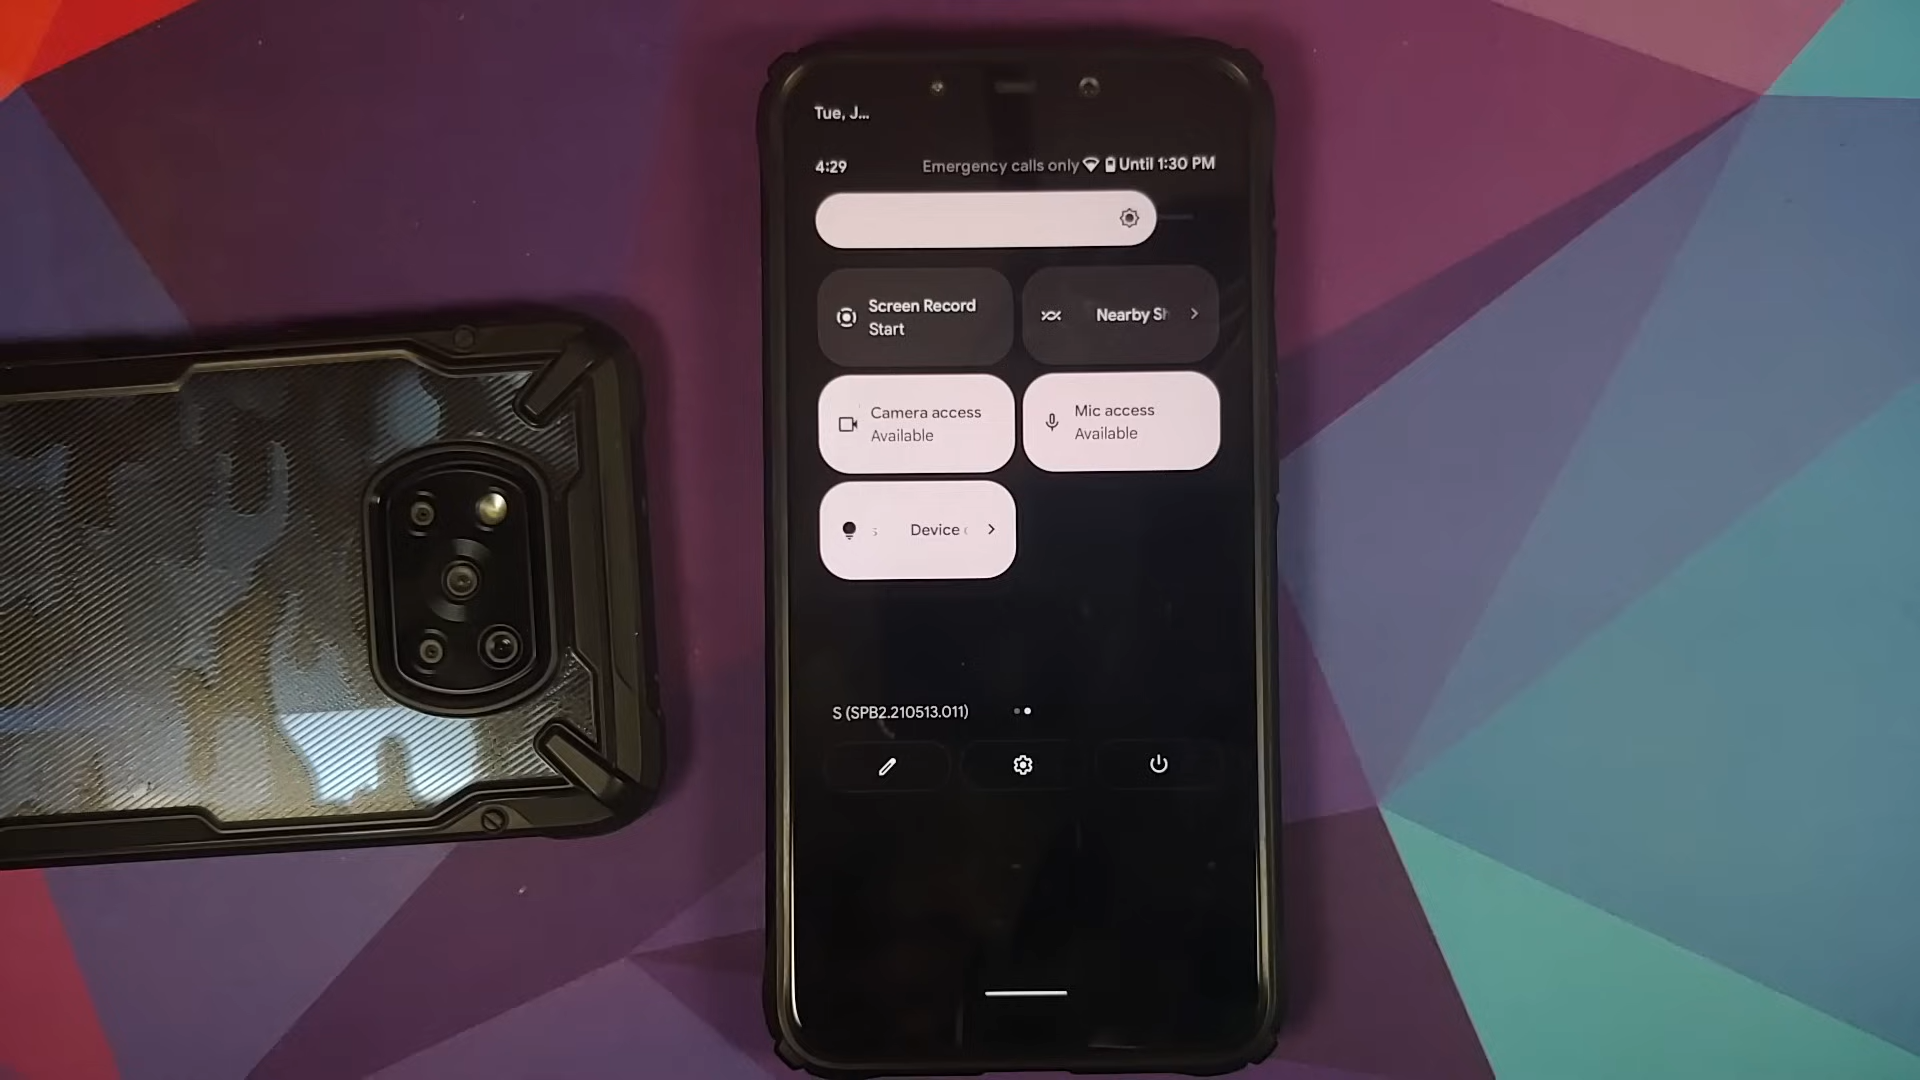 Tue, J...
4:29 Emergency calls only Until 1:30 PM
Screen Record
Start
Nearby Sh
Camera access
Available
Mic access
Available
s Device
S (SPB2.210513.011)